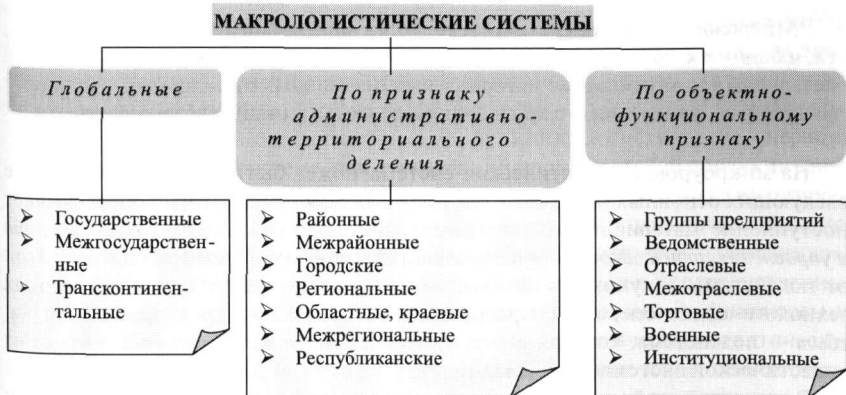 МАКРОЛОГИСТИЧЕСКИЕ СИСТЕМЫ
Глобальные
По признаку
административно-
территориального
деления
По объектно-
функциональному
признаку
Государственные
Межгосударствен-
ные
Трансконтинен-
тальные
Районные
Межрайонные
Городские
Региональные
Областные, краевые
Межрегиональные
Республиканские
Группы предприятий
Ведомственные
Отраслевые
Межотраслевые
Торговые
Военные
Институциональные